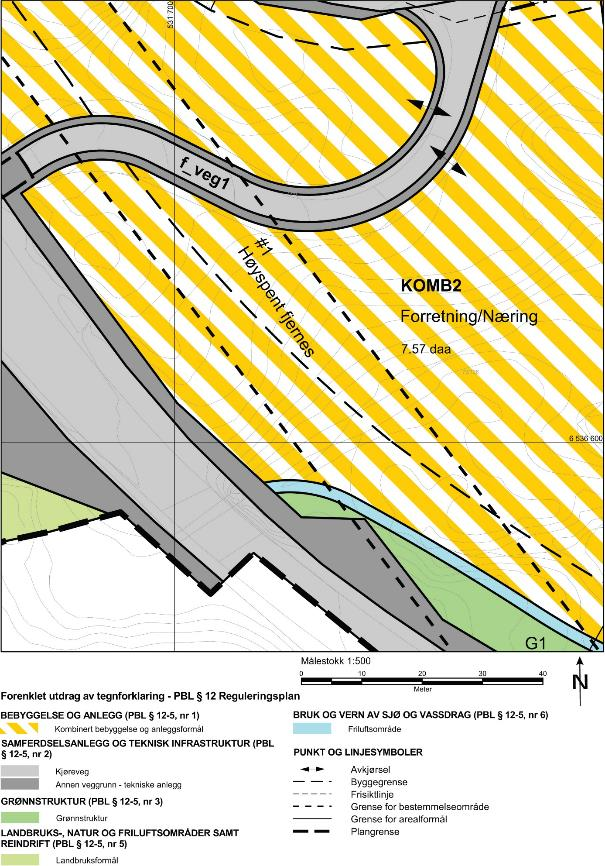 531 700
f_veg1
#1
Høyspent fjernes
KOMB2
Forretning/Næring
7.57 daa
6 536 600
G1
Målestokk 1:500
0 10 20 30 40
Meter
N
Forenklet utdrag av tegnforklaring - PBL § 12 Reguleringsplan
BEBYGGELSE OG ANLEGG (PBL § 12-5, nr 1)
Kombinert bebyggelse og anleggsformål
SAMFERDSELSANLEGG OG TEKNISK INFRASTRUKTUR (PBL
§ 12-5, nr 2)
Kjøreveg
Annen veggrunn - tekniske anlegg
GRØNNSTRUKTUR (PBL § 12-5, nr 3)
Grønnstruktur
LANDBRUKS-, NATUR OG FRILUFTSOMRÅDER SAMT
REINDRIFT (PBL § 12-5, nr 5)
Landbruksformål
BRUK OG VERN AV SJØ OG VASSDRAG (PBL § 12-5, nr 6)
Friluftsområde
PUNKT OG LINJESYMBOLER
Avkjørsel
Byggegrense
Frisiktlinje
Grense for bestemmelseområde
Grense for arealformål
Plangrense